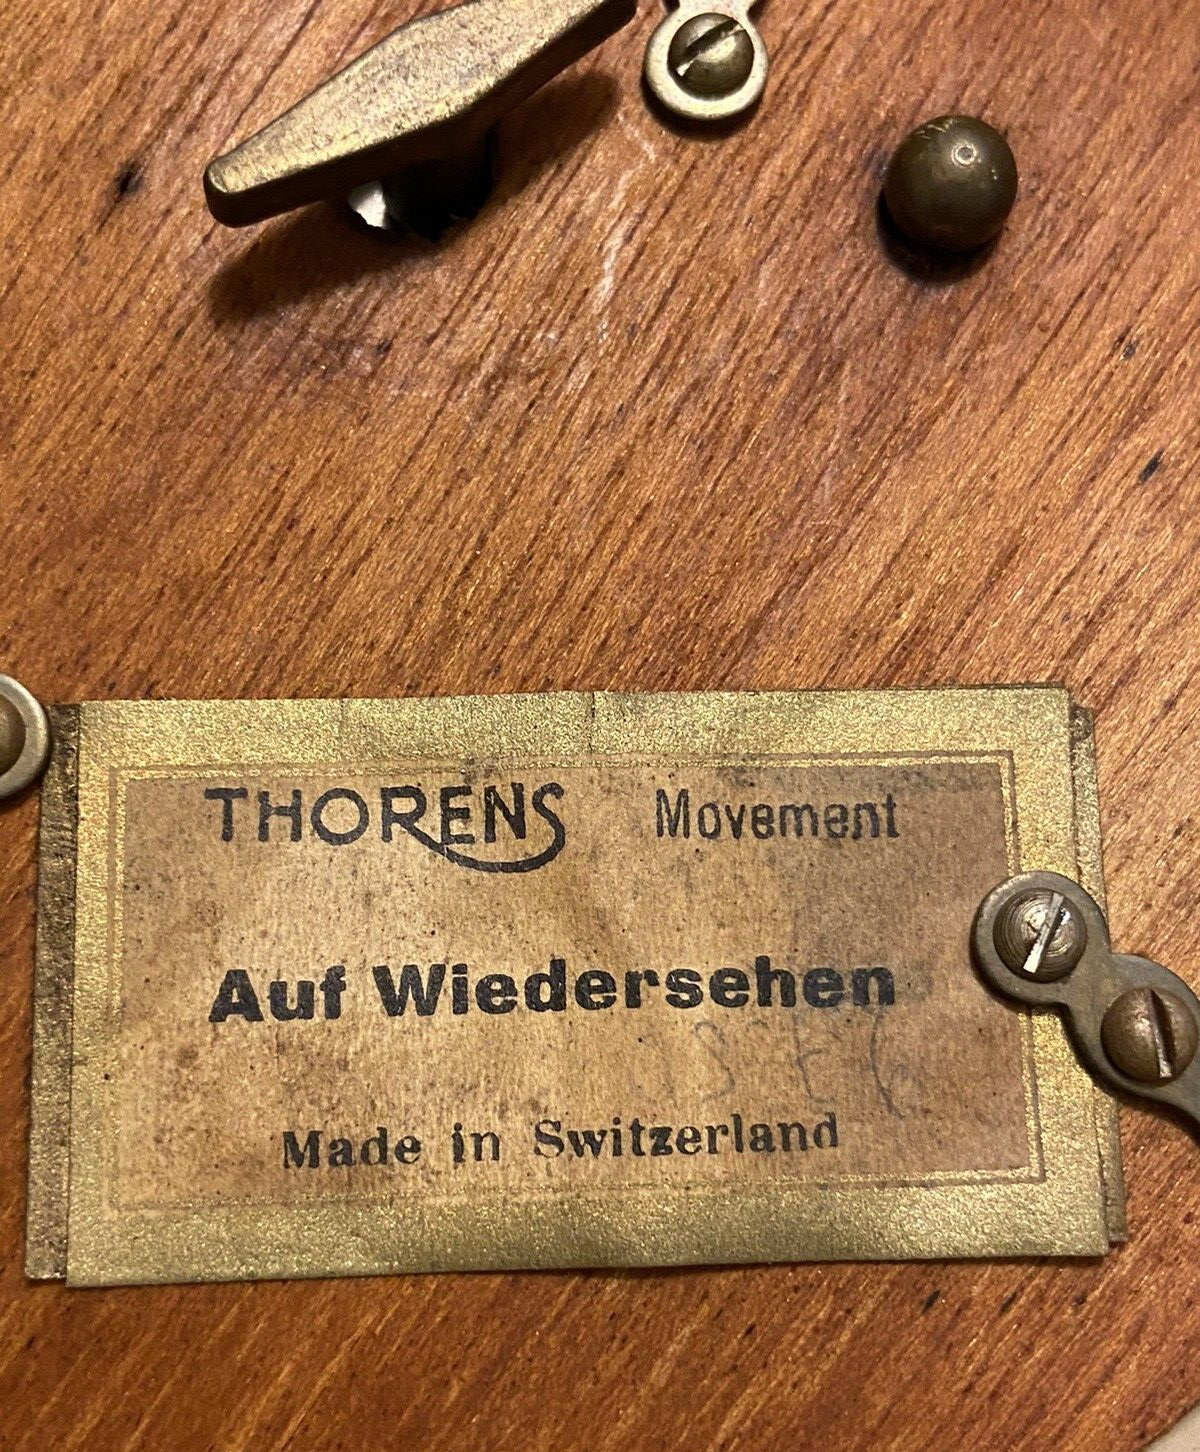 THORENS Movement
Auf Wiedersehen
Made in Switzerland